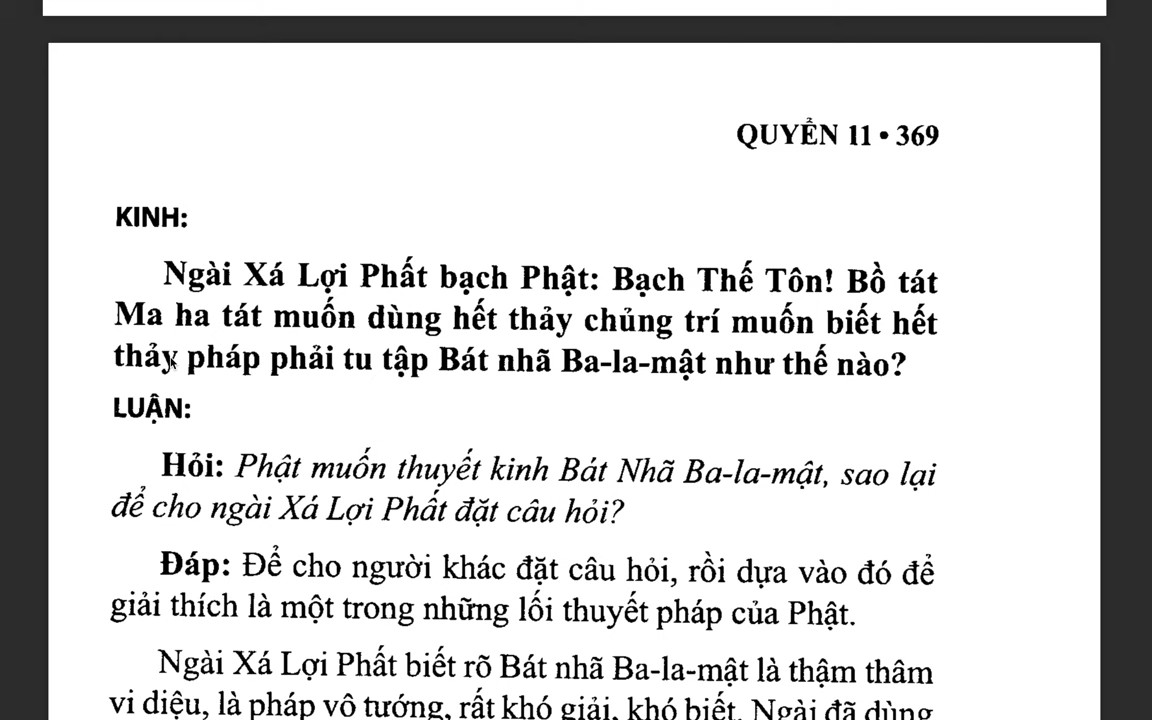 QUYỂN 11 • 369
KINH:
Ngài Xá Lợi Phất bạch Phật: Bạch Thế Tôn! Bồ tát
Ma ha tát muốn dùng hết thảy chủng trí muốn biết hết
thảy pháp phải tu tập Bát nhã Ba-la-mật như thế nào?
LUẬN:
Hỏi: Phật muốn thuyết kinh Bát Nhã Ba-la-mật, sao lại
để cho ngài Xá Lợi Phất đặt câu hỏi?
Đáp: Để cho người khác đặt câu hỏi, rồi dựa vào đó để
giải thích là một trong những lối thuyết pháp của Phật.
Ngài Xá Lợi Phất biết rõ Bát nhã Ba-la-mật là thậm thâm
vi diệu, là pháp vô tướng, rất khó giải, khó biết. Ngài đã dùng